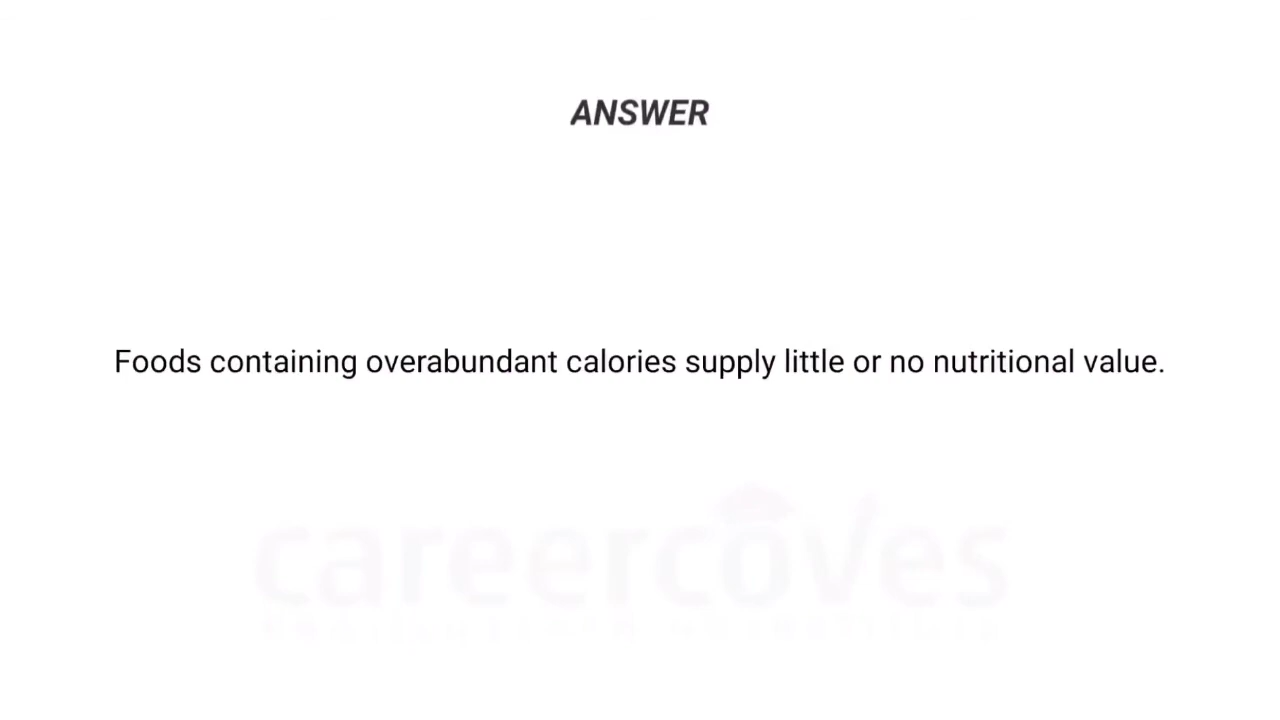 ANSWER
Foods containing overabundant calories supply little or no nutritional value.
careercoves